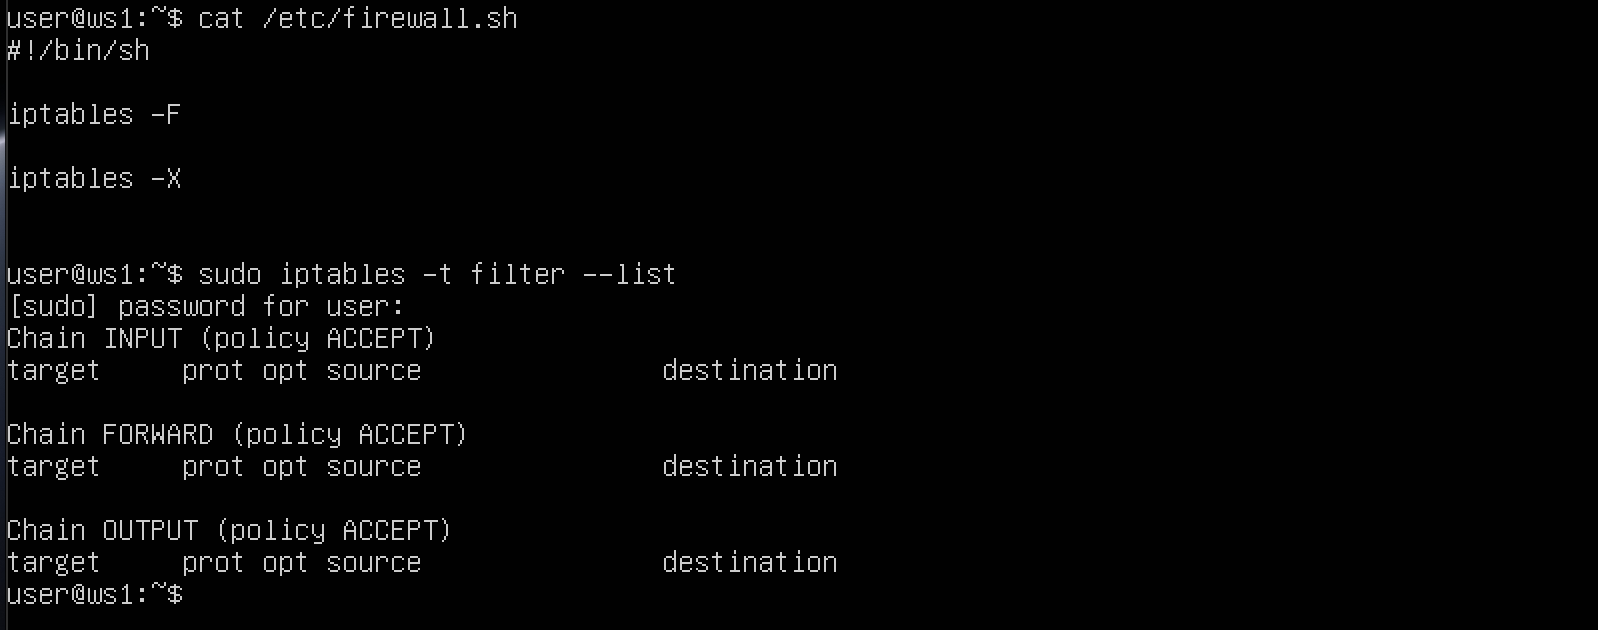 user@ws1:~$ cat /etc/firewall.sh
#!/bin/sh
iptables -F
iptables -X
user@ws1:~$ sudo iptables -t filter --list
[sudo] password for user:
Chain INPUT (policy ACCEPT)
target     prot opt source               destination
Chain FORWARD (policy ACCEPT)
target     prot opt source               destination
Chain OUTPUT (policy ACCEPT)
target     prot opt source               destination
user@ws1:~$